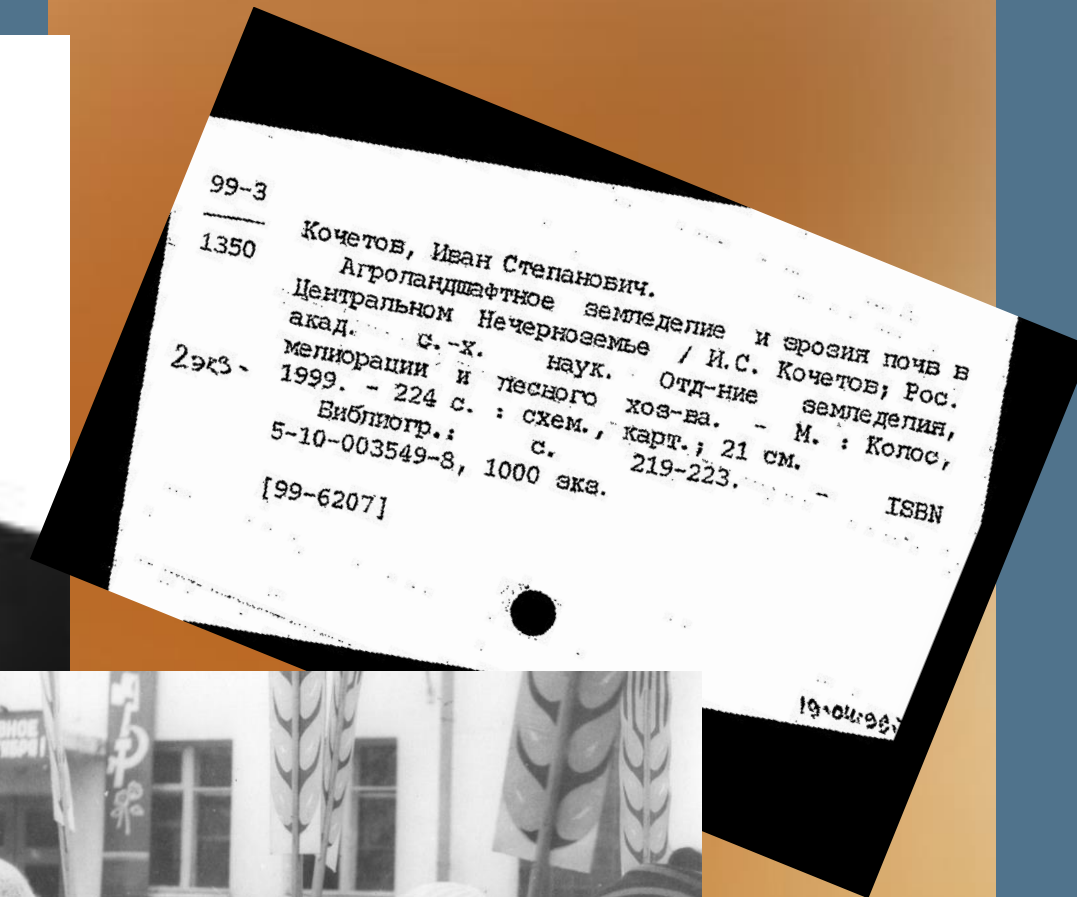 99-3
1350
Кочетов, Иван Степанович.
Агроландшафтное земледелие и эрозия почв в
Центральном Нечерноземье / И.С. Кочетов; Рос.
акад. с.-х. наук. Отд-ние земледелия,
мелиорации и лесного хоз-ва. - М. : Колос,
1999. - 224 с. : схем., карт.; 21 см.
Библиогр.: с. 219-223. - ISBN
5-10-003549-8, 1000 экз.
2экз.
[99-6207]